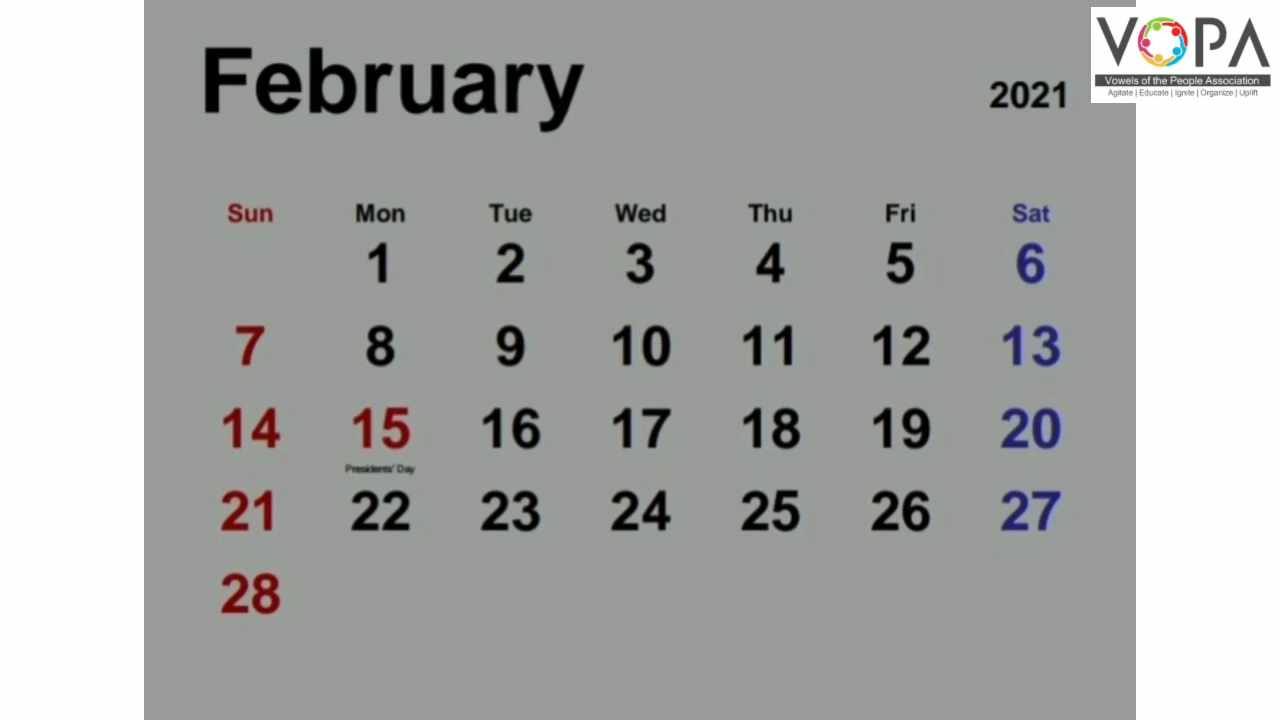 VOPA
Vowels of the People Association
Agitate | Educate | Ignite | Organize | Uplift
February 2021
Sun Mon Tue Wed Thu Fri Sat
1 2 3 4 5 6
7 8 9 10 11 12 13
14 15 16 17 18 19 20
Presidents' Day
21 22 23 24 25 26 27
28